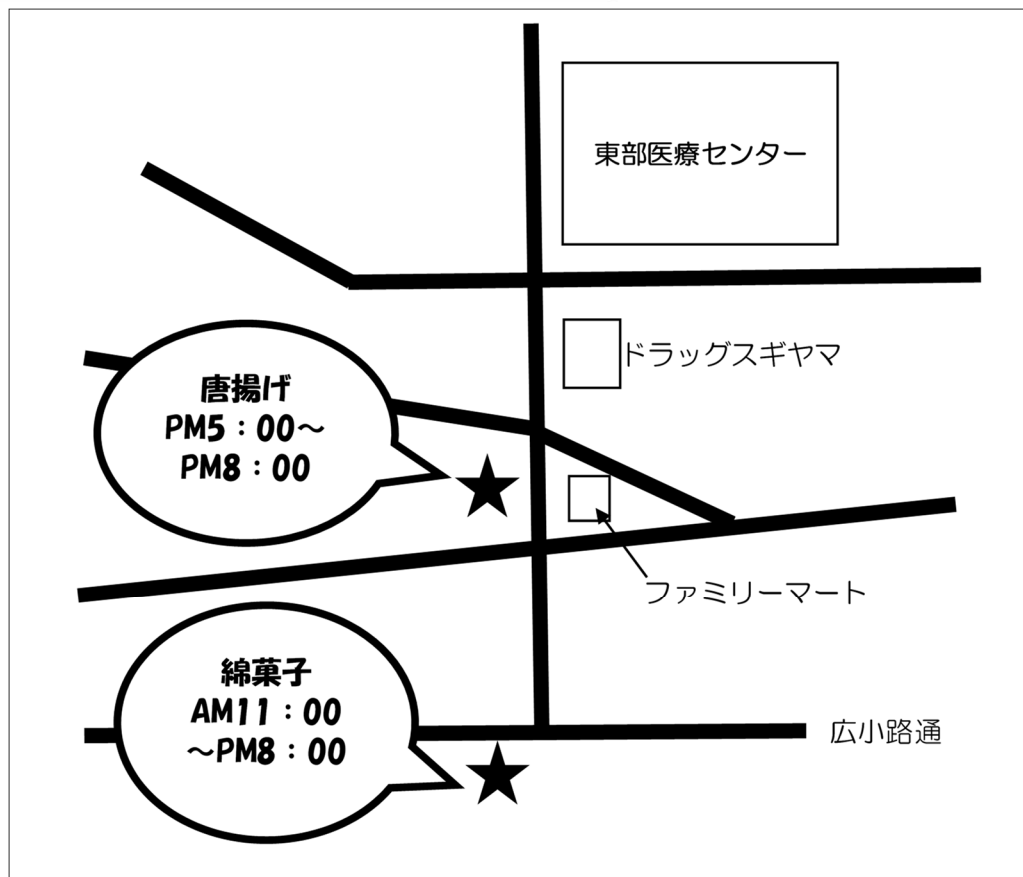 東部医療センター
ドラッグスギヤマ
唐揚げ
PM5：00～
PM8：00
ファミリーマート
綿菓子
AM11：00
～PM8：00
広小路通